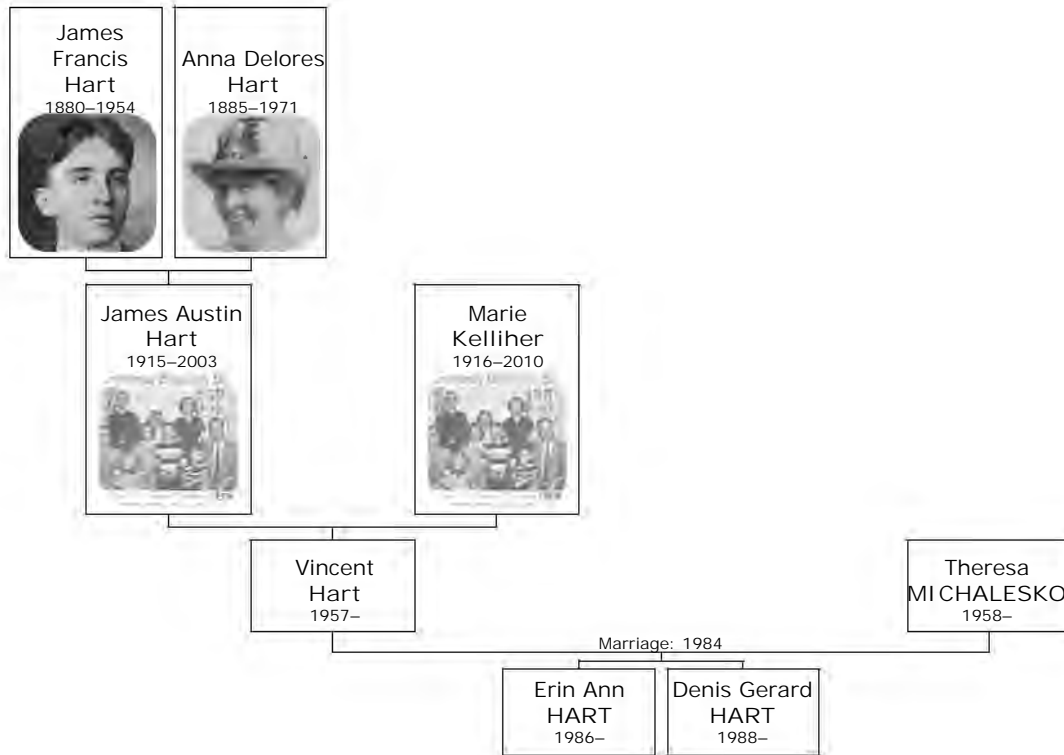 James
Francis
Hart
1880–1954
Anna Delores
Hart
1885–1971
James Austin
Hart
1915–2003
Marie
Kelliher
1916–2010
Vincent
Hart
1957–
Theresa
MICHALESKO
1958–
Marriage: 1984
Erin Ann
HART
1986–
Denis Gerard
HART
1988–